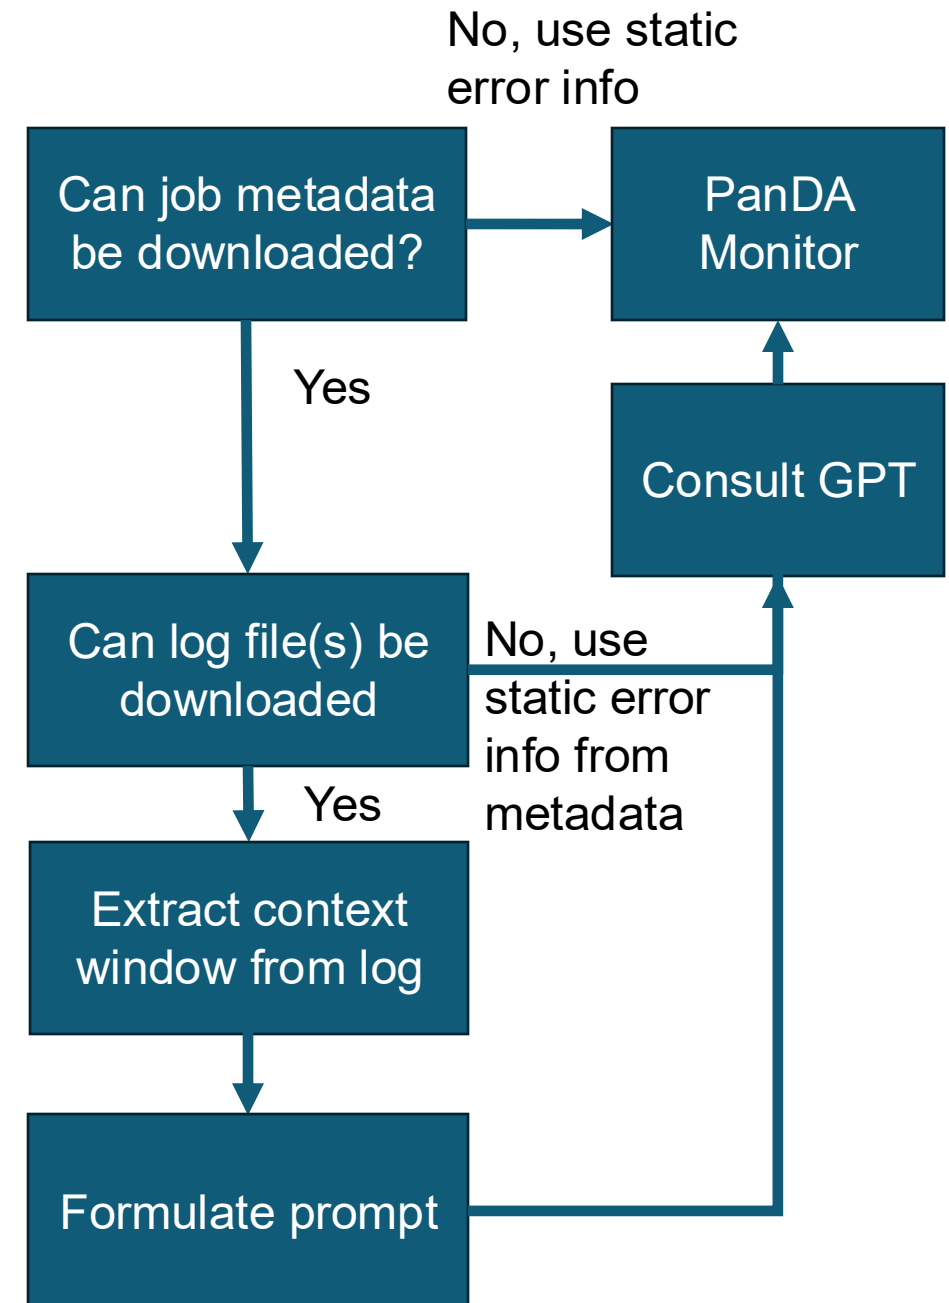 No, use static
error info
Can job metadata
be downloaded?
PanDA
Monitor
Yes
Consult GPT
Can log file(s) be
downloaded
No, use
static error
info from
metadata
Yes
Extract context
window from log
Formulate prompt